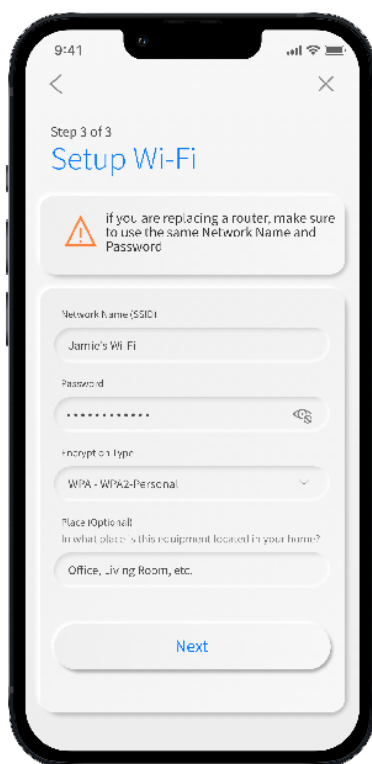 9:41
Step 3 of 3
Setup Wi-Fi
if you are replacing a router, make sure
to use the same Network Name and
Password
Network Name (SSID)
Jamie's Wi-Fi
Password
Encryption Type
WPA - WPA2-Personal
Place (Optional)
In what place is this equipment located in your home?
Office, Living Room, etc.
Next